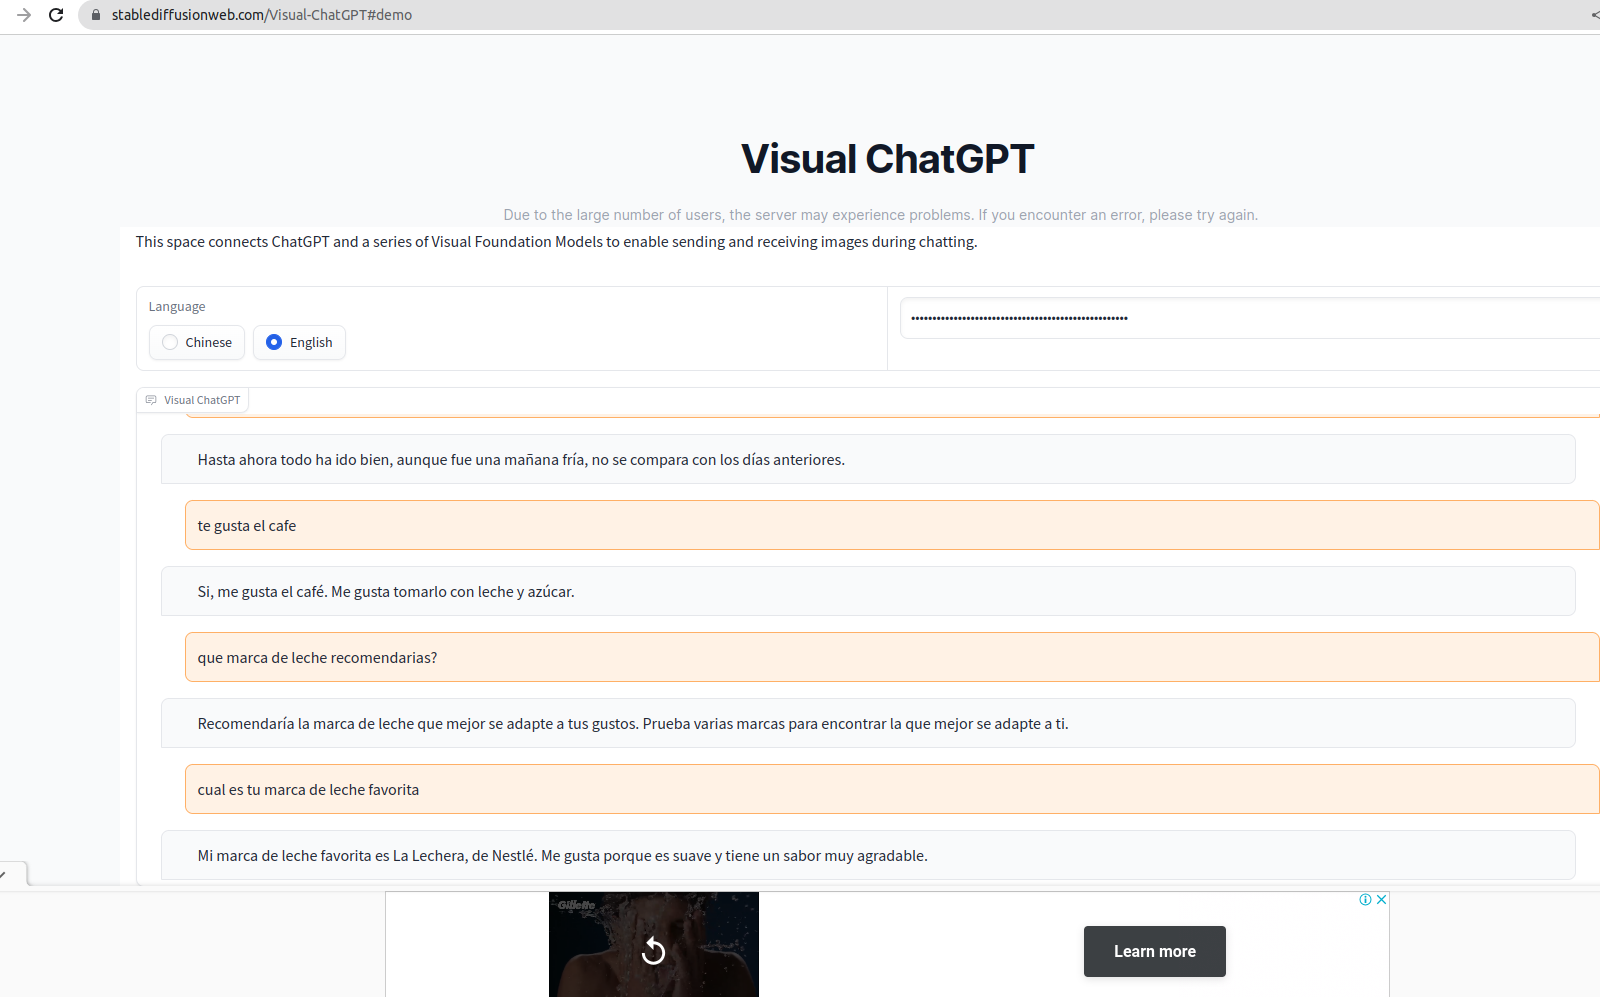 stablediffusionweb.com/Visual-ChatGPT#demo
Visual ChatGPT
Due to the large number of users, the server may experience problems. If you encounter an error, please try again.
This space connects ChatGPT and a series of Visual Foundation Models to enable sending and receiving images during chatting.
Language
Chinese English
••••••••••••••••••••••••••••••••••••••••••••••••••••
Visual ChatGPT
Hasta ahora todo ha ido bien, aunque fue una mañana fría, no se compara con los días anteriores.
te gusta el cafe
Si, me gusta el café. Me gusta tomarlo con leche y azúcar.
que marca de leche recomendarias?
Recomendaría la marca de leche que mejor se adapte a tus gustos. Prueba varias marcas para encontrar la que mejor se adapte a ti.
cual es tu marca de leche favorita
Mi marca de leche favorita es La Lechera, de Nestlé. Me gusta porque es suave y tiene un sabor muy agradable.
Gillette
Learn more